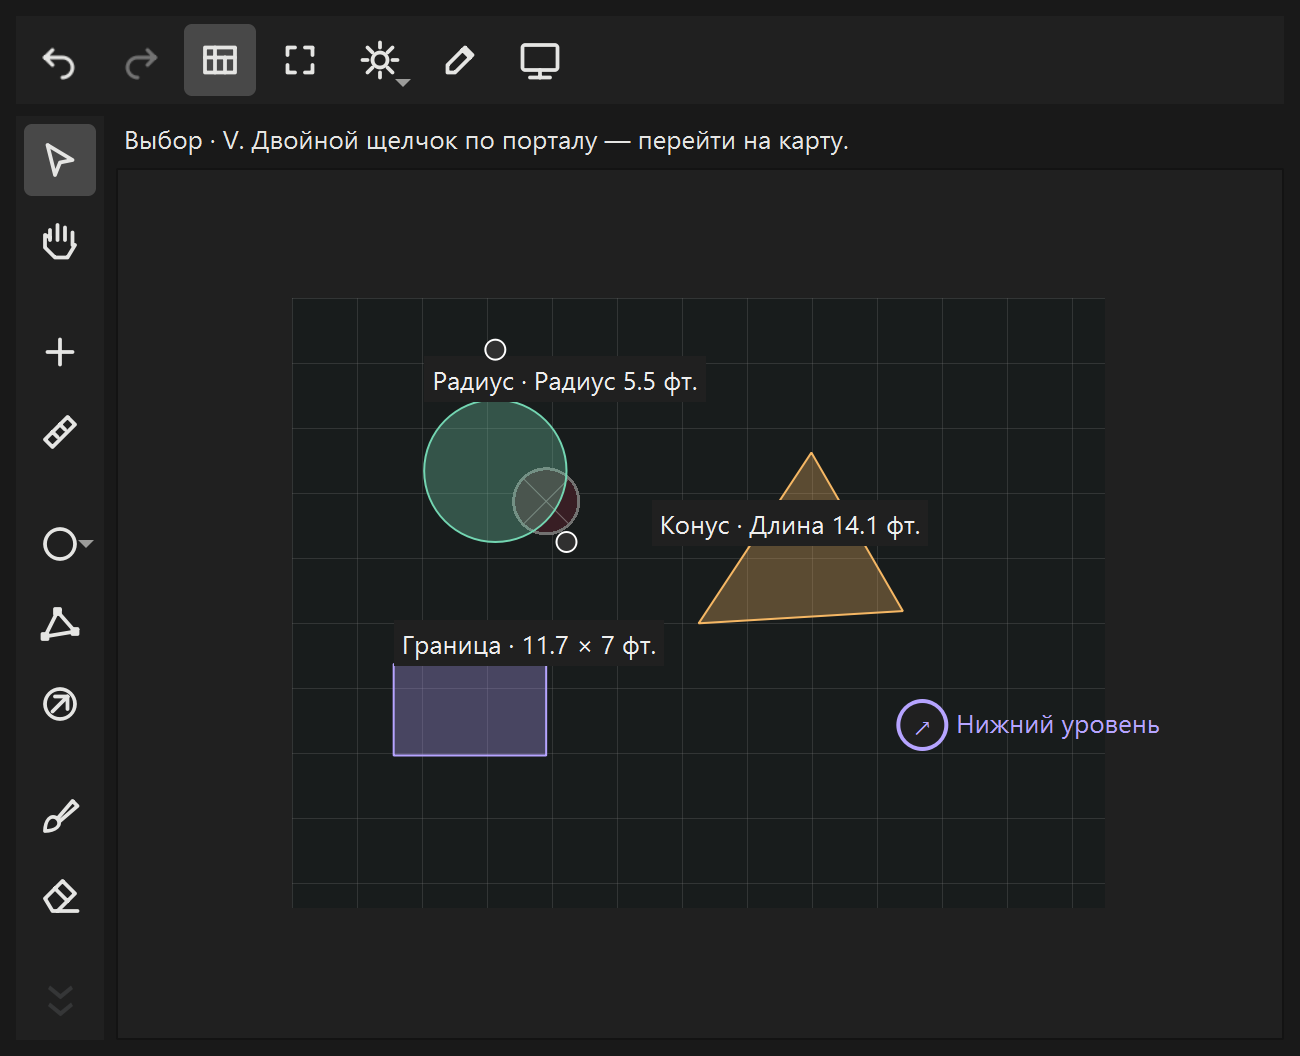 Выбор · V. Двойной щелчок по порталу — перейти на карту.
Радиус · Радиус 5.5 фт.
Конус · Длина 14.1 фт.
Граница · 11.7 × 7 фт.
Нижний уровень